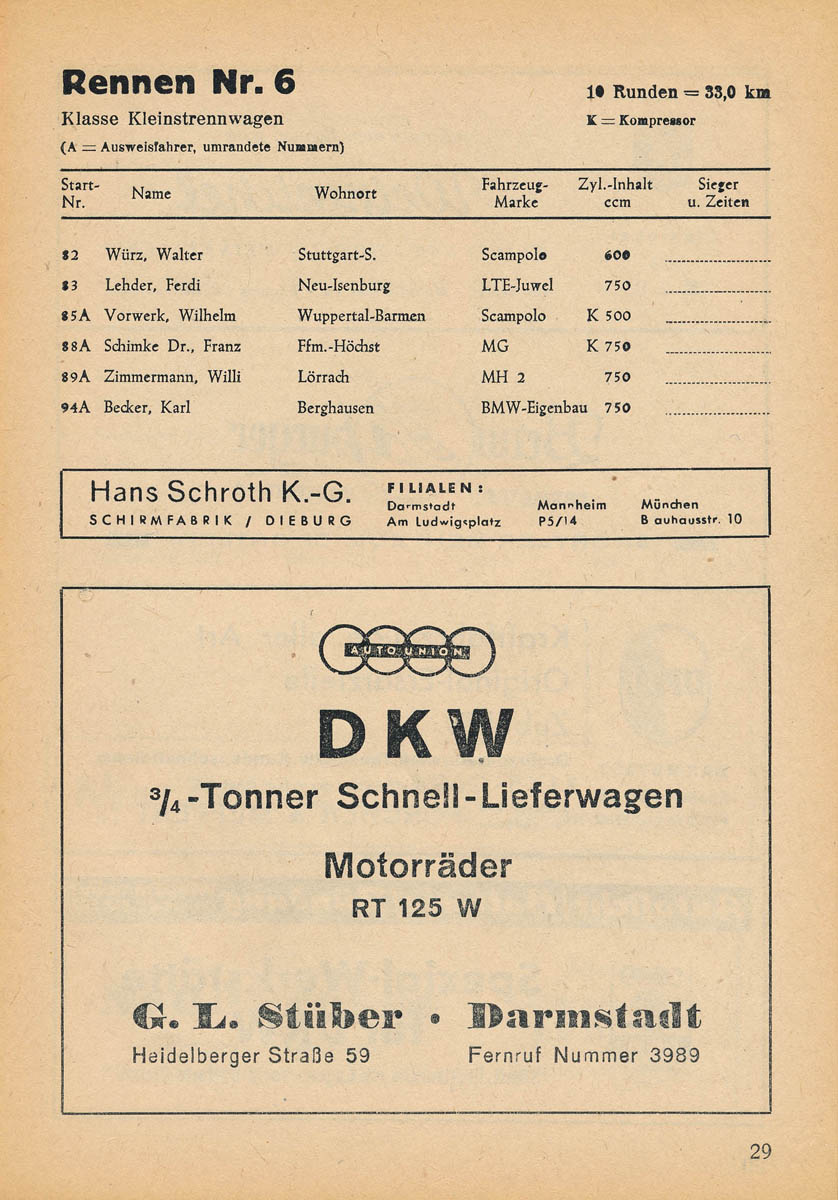 Rennen Nr. 6
10 Runden = 33,0 km
Klasse Kleinstrennwagen
K = Kompressor
(A = Ausweisfahrer, umrandete Nummern)
Start-Nr. Name Wohnort Fahrzeug-Marke Zyl.-Inhalt ccm Sieger u. Zeiten
82 Würz, Walter Stuttgart-S. Scampolo 600
83 Lehder, Ferdi Neu-Isenburg LTE-Juwel 750
85A Vorwerk, Wilhelm Wuppertal-Barmen Scampolo K 500
88A Schimke Dr., Franz Ffm.-Höchst MG K 750
89A Zimmermann, Willi Lörrach MH 2 750
94A Becker, Karl Berghausen BMW-Eigenbau 750
Hans Schroth K.-G.
SCHIRMFABRIK / DIEBURG
FILIALEN:
Darmstadt Mannheim München
Am Ludwigsplatz P5/14 Bauhausstr. 10
AUTO UNION
DKW
3/4-Tonner Schnell-Lieferwagen
Motorräder
RT 125 W
G. L. Stüber • Darmstadt
Heidelberger Straße 59 Fernruf Nummer 3989
29